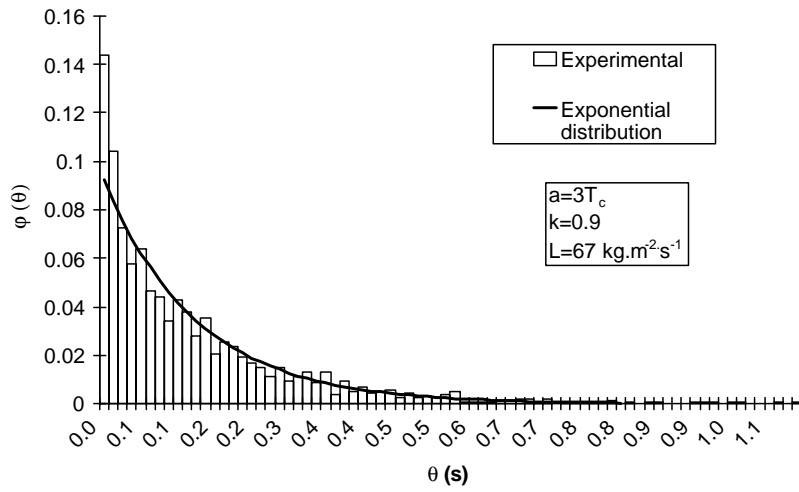 0.16
0.14
0.12
0.1
0.08
0.06
0.04
0.02
0
φ (θ)
Experimental
Exponential
distribution
a=3T_c
k=0.9
L=67 kg.m⁻²·s⁻¹
0.0 0.1 0.1 0.2 0.2 0.3 0.4 0.4 0.5 0.5 0.6 0.7 0.7 0.8 0.8 0.9 0.9 1.0 1.0 1.1
θ (s)